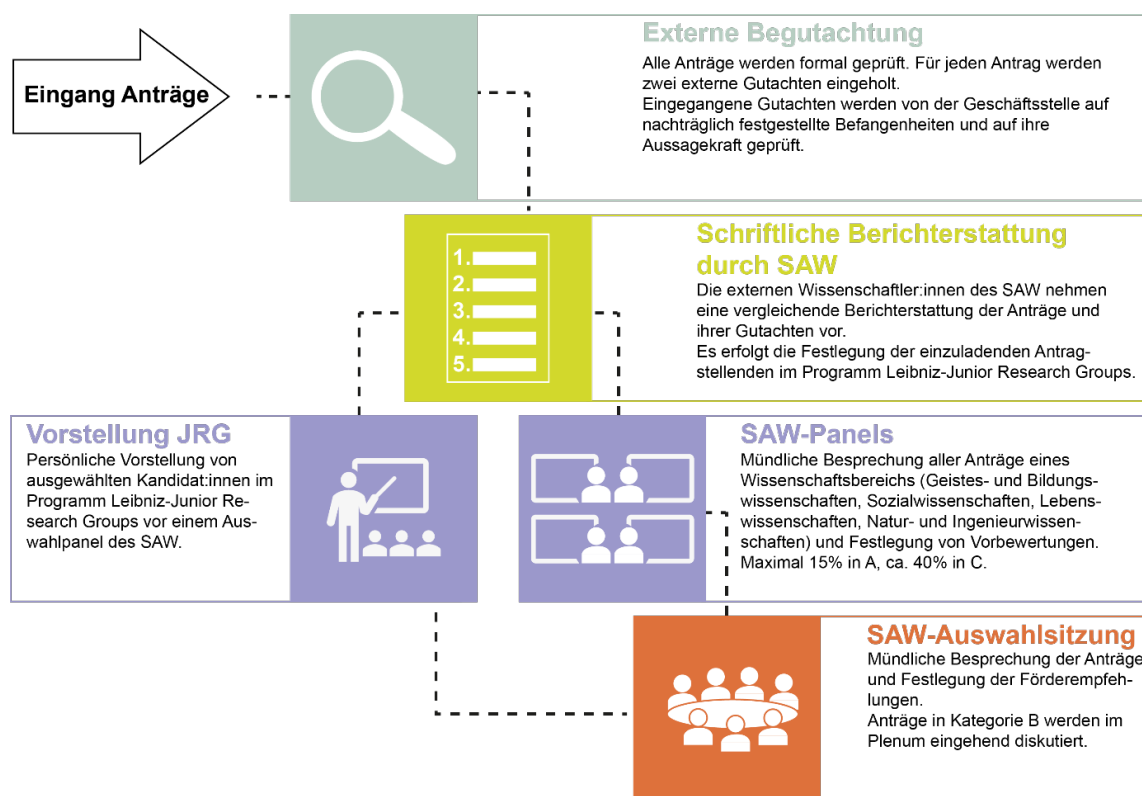 Eingang Anträge
Externe Begutachtung
Alle Anträge werden formal geprüft. Für jeden Antrag werden
zwei externe Gutachten eingeholt.
Eingegangene Gutachten werden von der Geschäftsstelle auf
nachträglich festgestellte Befangenheiten und auf ihre
Aussagekraft geprüft.
1.
2.
3.
4.
5.
Schriftliche Berichterstattung
durch SAW
Die externen Wissenschaftler:innen des SAW nehmen
eine vergleichende Berichterstattung der Anträge und
ihrer Gutachten vor.
Es erfolgt die Festlegung der einzuladenden Antrag-
stellenden im Programm Leibniz-Junior Research Groups.
Vorstellung JRG
Persönliche Vorstellung von
ausgewählten Kandidat:innen im
Programm Leibniz-Junior Re-
search Groups vor einem Aus-
wahlpanel des SAW.
SAW-Panels
Mündliche Besprechung aller Anträge eines
Wissenschaftsbereichs (Geistes- und Bildungs-
wissenschaften, Sozialwissenschaften, Lebens-
wissenschaften, Natur- und Ingenieurwissen-
schaften) und Festlegung von Vorbewertungen.
Maximal 15% in A, ca. 40% in C.
SAW-Auswahlsitzung
Mündliche Besprechung der Anträge
und Festlegung der Förderempfeh-
lungen.
Anträge in Kategorie B werden im
Plenum eingehend diskutiert.